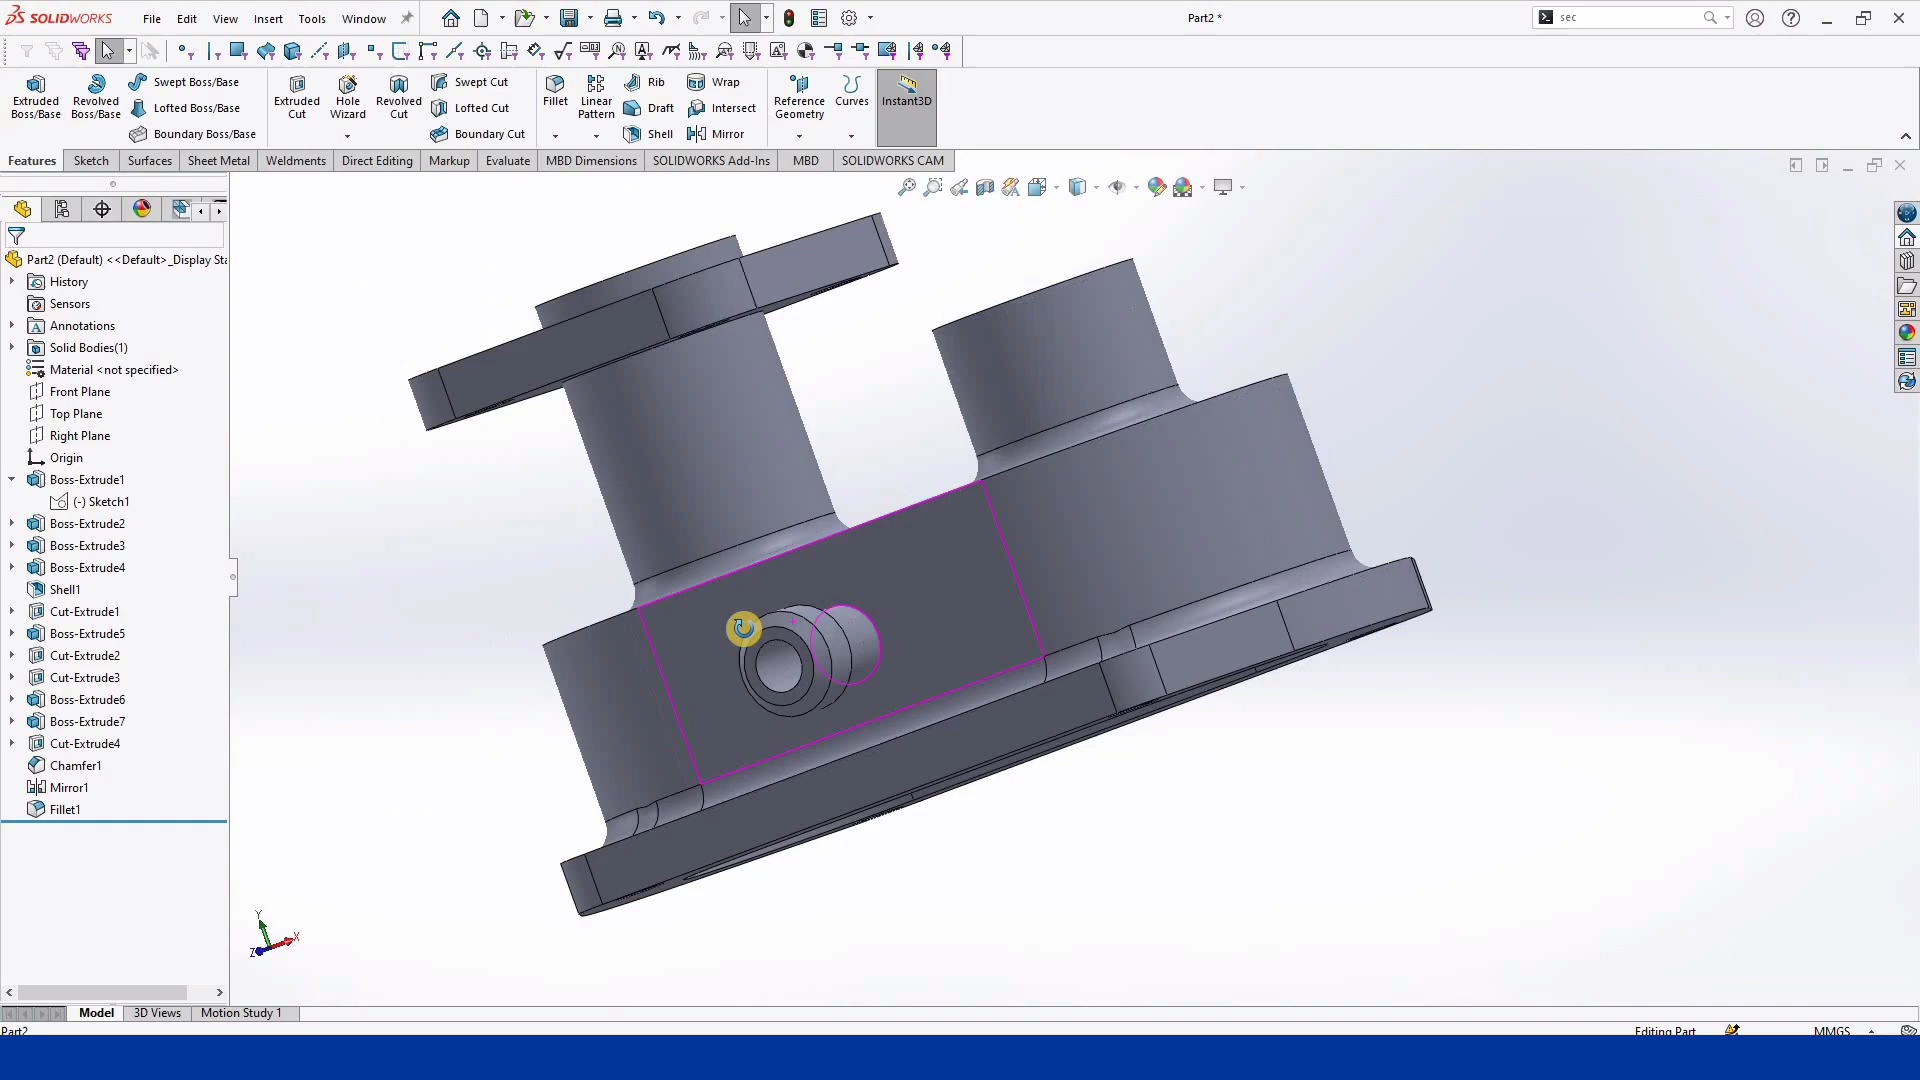 SOLIDWORKS File Edit View Insert Tools Window Part2 * sec
Extruded Boss/Base
Revolved Boss/Base
Swept Boss/Base
Lofted Boss/Base
Boundary Boss/Base
Extruded Cut
Hole Wizard
Revolved Cut
Swept Cut
Lofted Cut
Boundary Cut
Fillet
Linear Pattern
Rib
Draft
Shell
Wrap
Intersect
Mirror
Reference Geometry
Curves
Instant3D
Features Sketch Surfaces Sheet Metal Weldments Direct Editing Markup Evaluate MBD Dimensions SOLIDWORKS Add-Ins MBD SOLIDWORKS CAM
Part2 (Default) <<Default>_Display Sta
History
Sensors
Annotations
Solid Bodies(1)
Material <not specified>
Front Plane
Top Plane
Right Plane
Origin
Boss-Extrude1
(-) Sketch1
Boss-Extrude2
Boss-Extrude3
Boss-Extrude4
Shell1
Cut-Extrude1
Boss-Extrude5
Cut-Extrude2
Cut-Extrude3
Boss-Extrude6
Boss-Extrude7
Cut-Extrude4
Chamfer1
Mirror1
Fillet1
Y
X
Z
Model 3D Views Motion Study 1
Part2 Editing Part MMGS